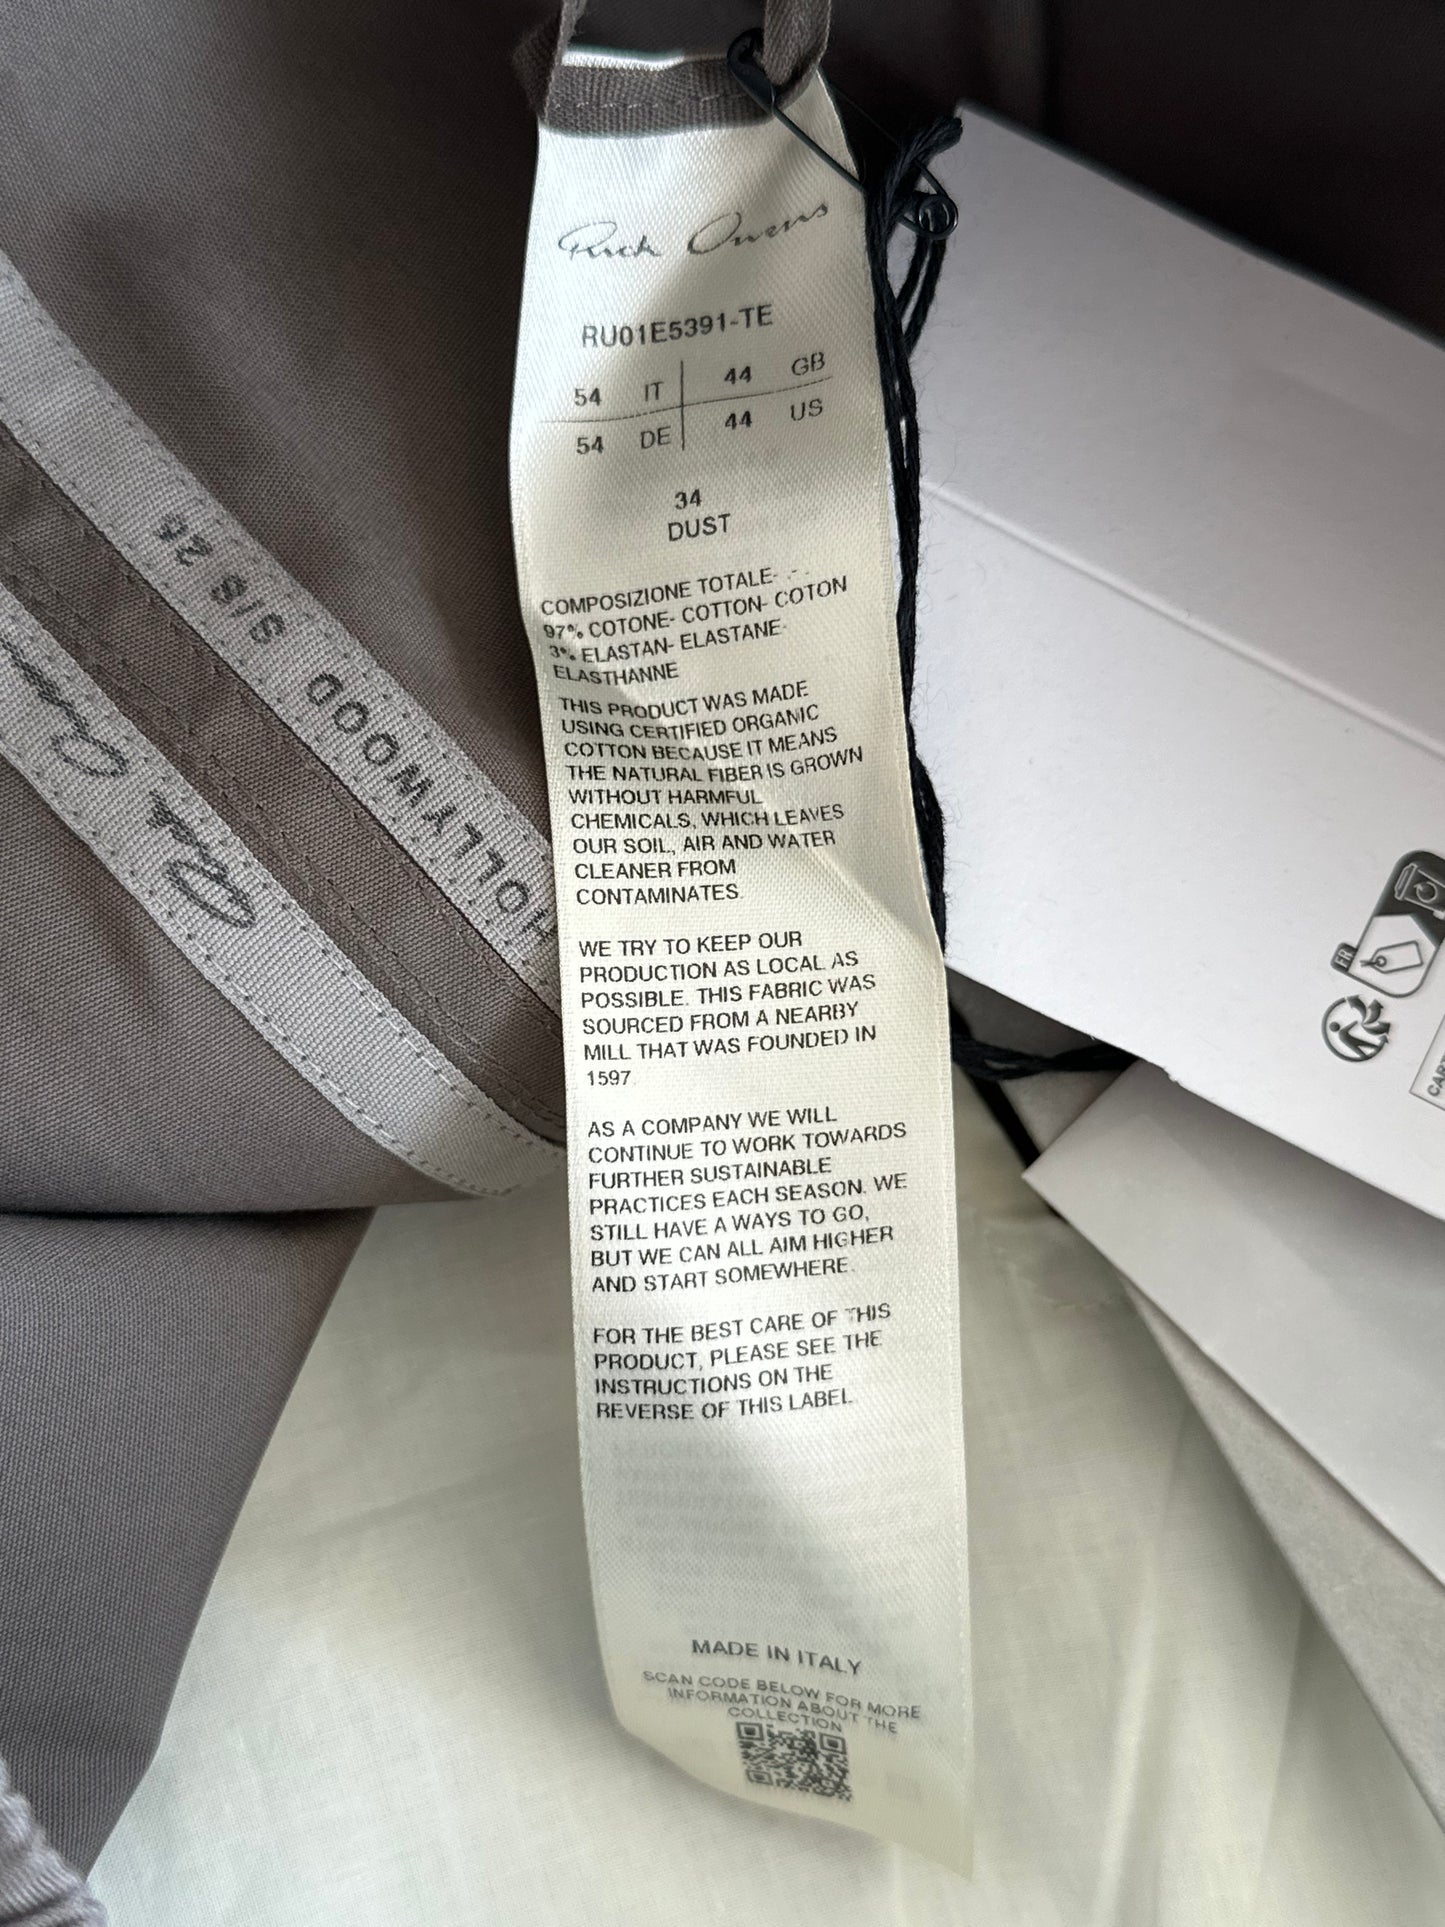 Rick Owens
RU01E5391-TE
54 IT 44 GB
54 DE 44 US
34
DUST
COMPOSIZIONE TOTALE-
97% COTONE- COTTON- COTON
3% ELASTAN- ELASTANE-
ELASTHANNE
THIS PRODUCT WAS MADE
USING CERTIFIED ORGANIC
COTTON BECAUSE IT MEANS
THE NATURAL FIBER IS GROWN
WITHOUT HARMFUL
CHEMICALS, WHICH LEAVES
OUR SOIL, AIR AND WATER
CLEANER FROM
CONTAMINATES.
WE TRY TO KEEP OUR
PRODUCTION AS LOCAL AS
POSSIBLE. THIS FABRIC WAS
SOURCED FROM A NEARBY
MILL THAT WAS FOUNDED IN
1597
AS A COMPANY WE WILL
CONTINUE TO WORK TOWARDS
FURTHER SUSTAINABLE
PRACTICES EACH SEASON. WE
STILL HAVE A WAYS TO GO,
BUT WE CAN ALL AIM HIGHER
AND START SOMEWHERE.
FOR THE BEST CARE OF THIS
PRODUCT, PLEASE SEE THE
INSTRUCTIONS ON THE
REVERSE OF THIS LABEL
MADE IN ITALY
SCAN CODE BELOW FOR MORE
INFORMATION ABOUT THE
COLLECTION
HOLLYWOOD
Rick
FR